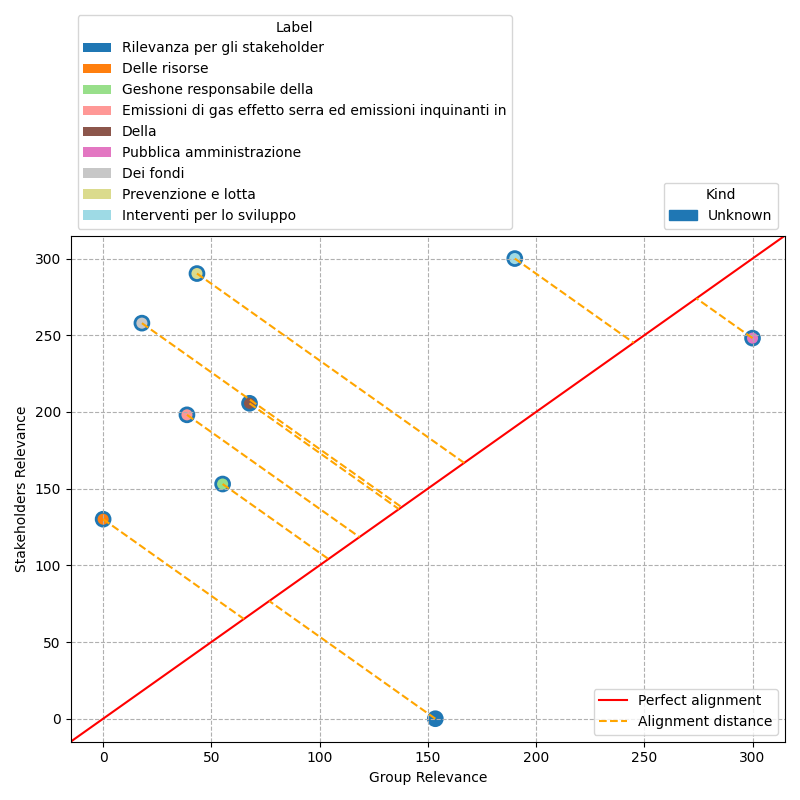 Label
Rilevanza per gli stakeholder
Delle risorse
Geshone responsabile della
Emissioni di gas effetto serra ed emissioni inquinanti in
Della
Pubblica amministrazione
Dei fondi
Prevenzione e lotta
Interventi per lo sviluppo
Kind
Unknown
300
250
200
150
100
50
0
Stakeholders Relevance
Perfect alignment
Alignment distance
0 50 100 150 200 250 300
Group Relevance